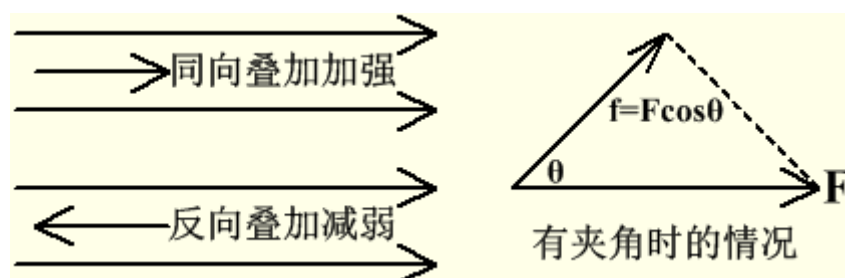 同向叠加加强
f=Fcosθ
θ
F
反向叠加减弱
有夹角时的情况